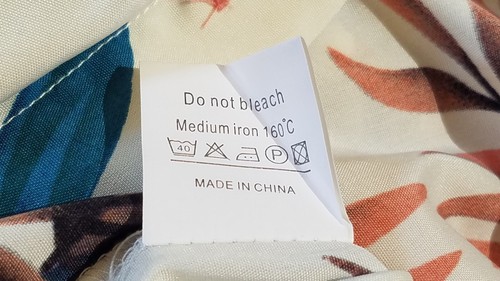 Do not bleach
Medium iron 160°C
40 P
MADE IN CHINA